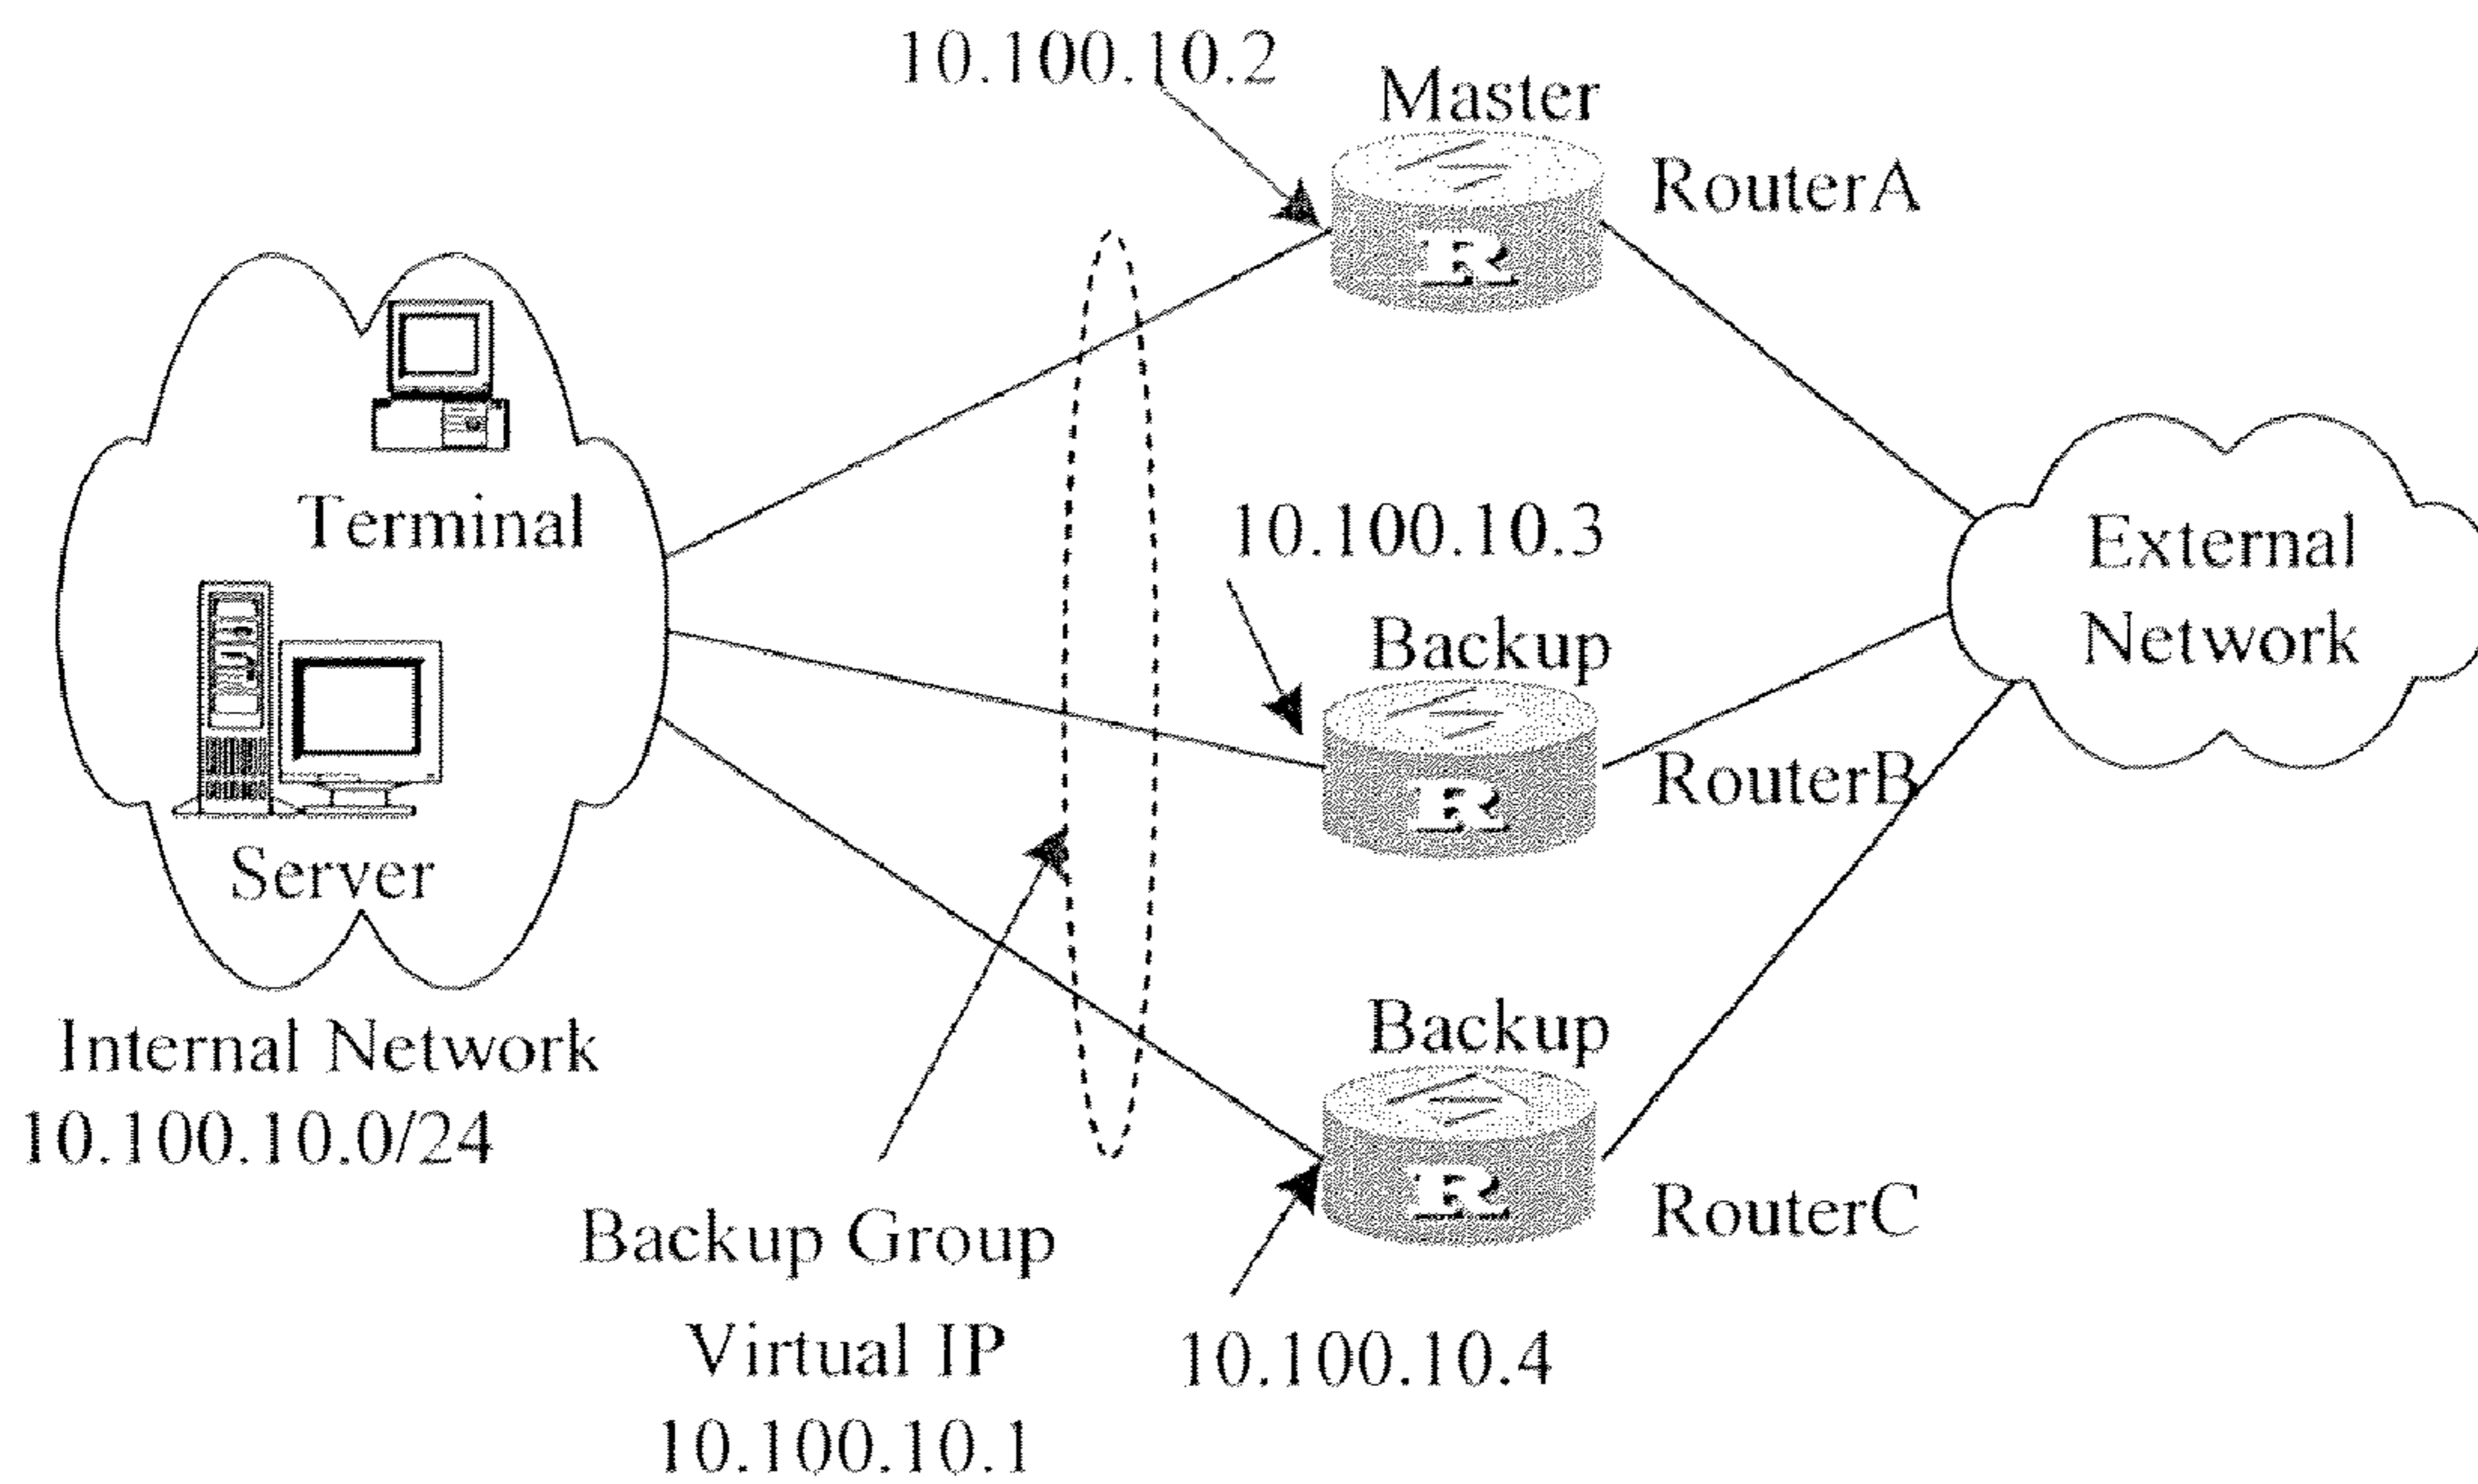 10.100.10.2
Master
RouterA
R
Terminal
10.100.10.3
External
Network
Backup
RouterB
R
Server
Internal Network
10.100.10.0/24
Backup
RouterC
R
Backup Group
Virtual IP
10.100.10.1
10.100.10.4